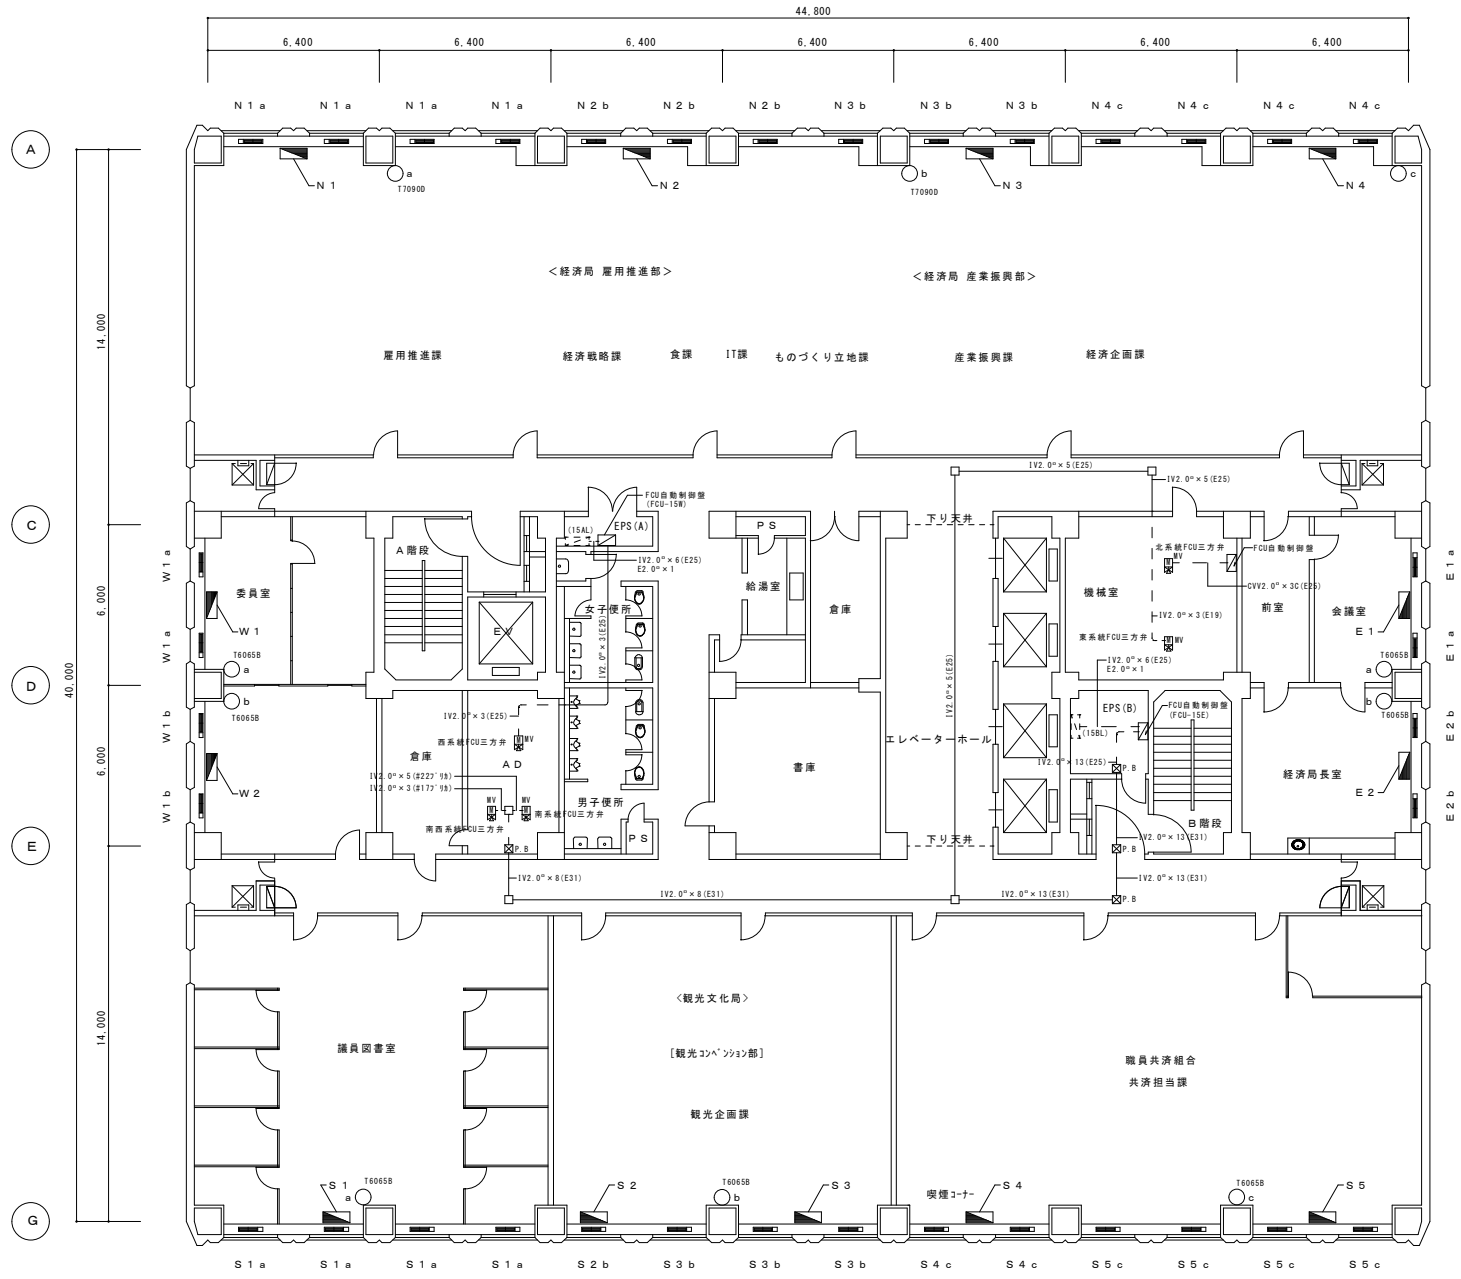 44,800
6,400 6,400 6,400 6,400 6,400 6,400 6,400
N1a N1a N1a N1a N2b N2b N2b N3b N3b N3b N4c N4c N4c N4c
A
N1
a
T7090D
N2
b
T7090D
N3
N4
c
14,000
<経済局 雇用推進部>
<経済局 産業振興部>
雇用推進課
経済戦略課
食課
IT課
ものづくり立地課
産業振興課
経済企画課
IV2.0□×5(E25)
IV2.0□×5(E25)
FCU自動制御盤
(FCU-15W)
C
A階段
(15AL)
EPS(A)
IV2.0□×6(E25)
E2.0□×1
PS
下り天井
北系統FCU三方弁
MV
FCU自動制御盤
CVV2.0□×3C(E25)
W1a
委員室
W1
W1a
T6065B
a
EV
女子便所
IV2.0□×3(E25)
給湯室
倉庫
機械室
IV2.0□×3(E19)
東系統FCU三方弁
MV
前室
会議室
E1
E1a
E1a
a
T6065B
6,000
40,000
D
b
T6065B
W1b
W2
W1b
IV2.0□×3(E25)
西系統FCU三方弁
M
MV
倉庫
AD
IV2.0□×5(#22プリカ)
IV2.0□×3(#17プリカ)
MV
M
MV
M
南系統FCU三方弁
南西系統FCU三方弁
P.B
男子便所
PS
書庫
IV2.0□×5(E25)
エレベーターホール
IV2.0□×6(E25)
E2.0□×1
EPS(B)
(15BL)
FCU自動制御盤
(FCU-15E)
IV2.0□×13(E25)
P.B
b
T6065B
E2b
経済局長室
E2
E2b
6,000
B階段
IV2.0□×13(E31)
E
下り天井
P.B
IV2.0□×8(E31)
IV2.0□×8(E31)
IV2.0□×13(E31)
IV2.0□×13(E31)
P.B
14,000
<観光文化局>
[観光コンベンション部]
議員図書室
観光企画課
職員共済組合
共済担当課
S1
a
T6065B
S2
T6065B
b
S3
喫煙コーナー
S4
T6065B
c
S5
G
S1a S1a S1a S1a S2b S3b S3b S3b S4c S4c S5c S5c S5c S5c